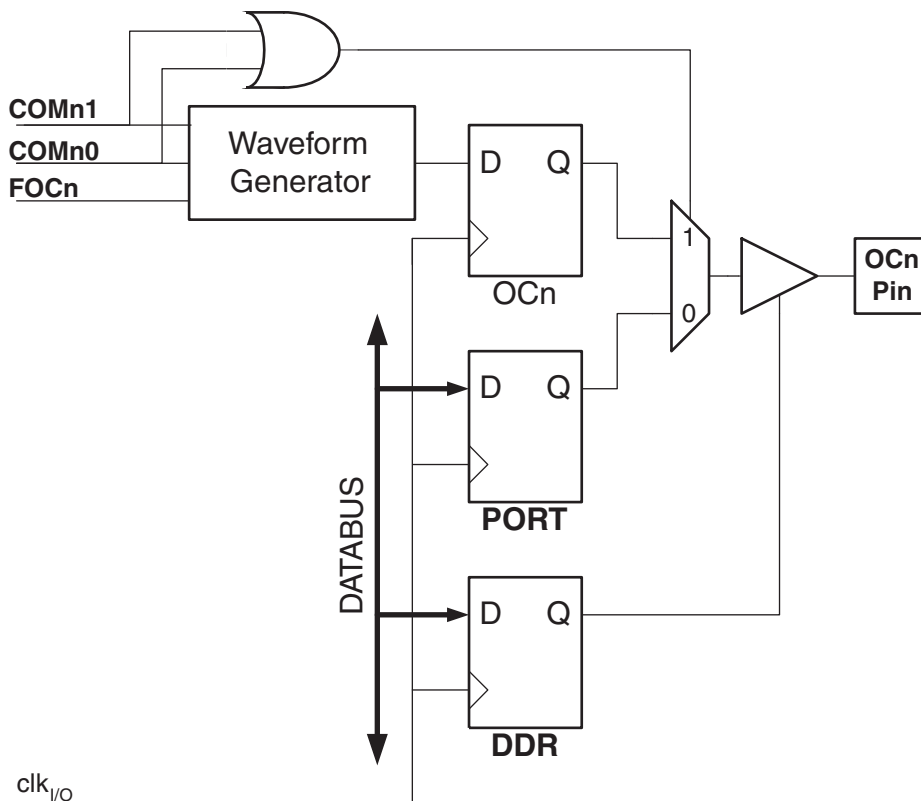 COMn1
COMn0
FOCn
Waveform
Generator
D Q
OCn
1
0
OCn
Pin
DATABUS
D Q
PORT
D Q
DDR
clkI/O